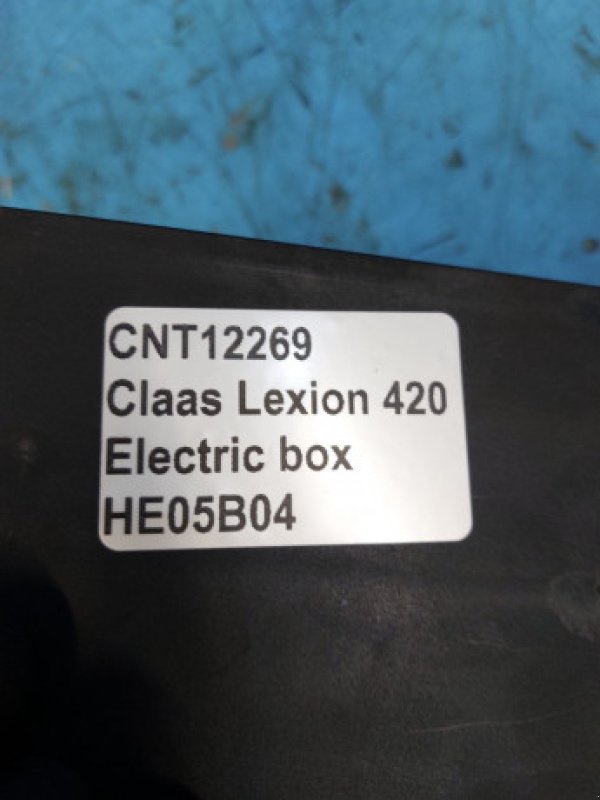 CNT12269
Claas Lexion 420
Electric box
HE05B04